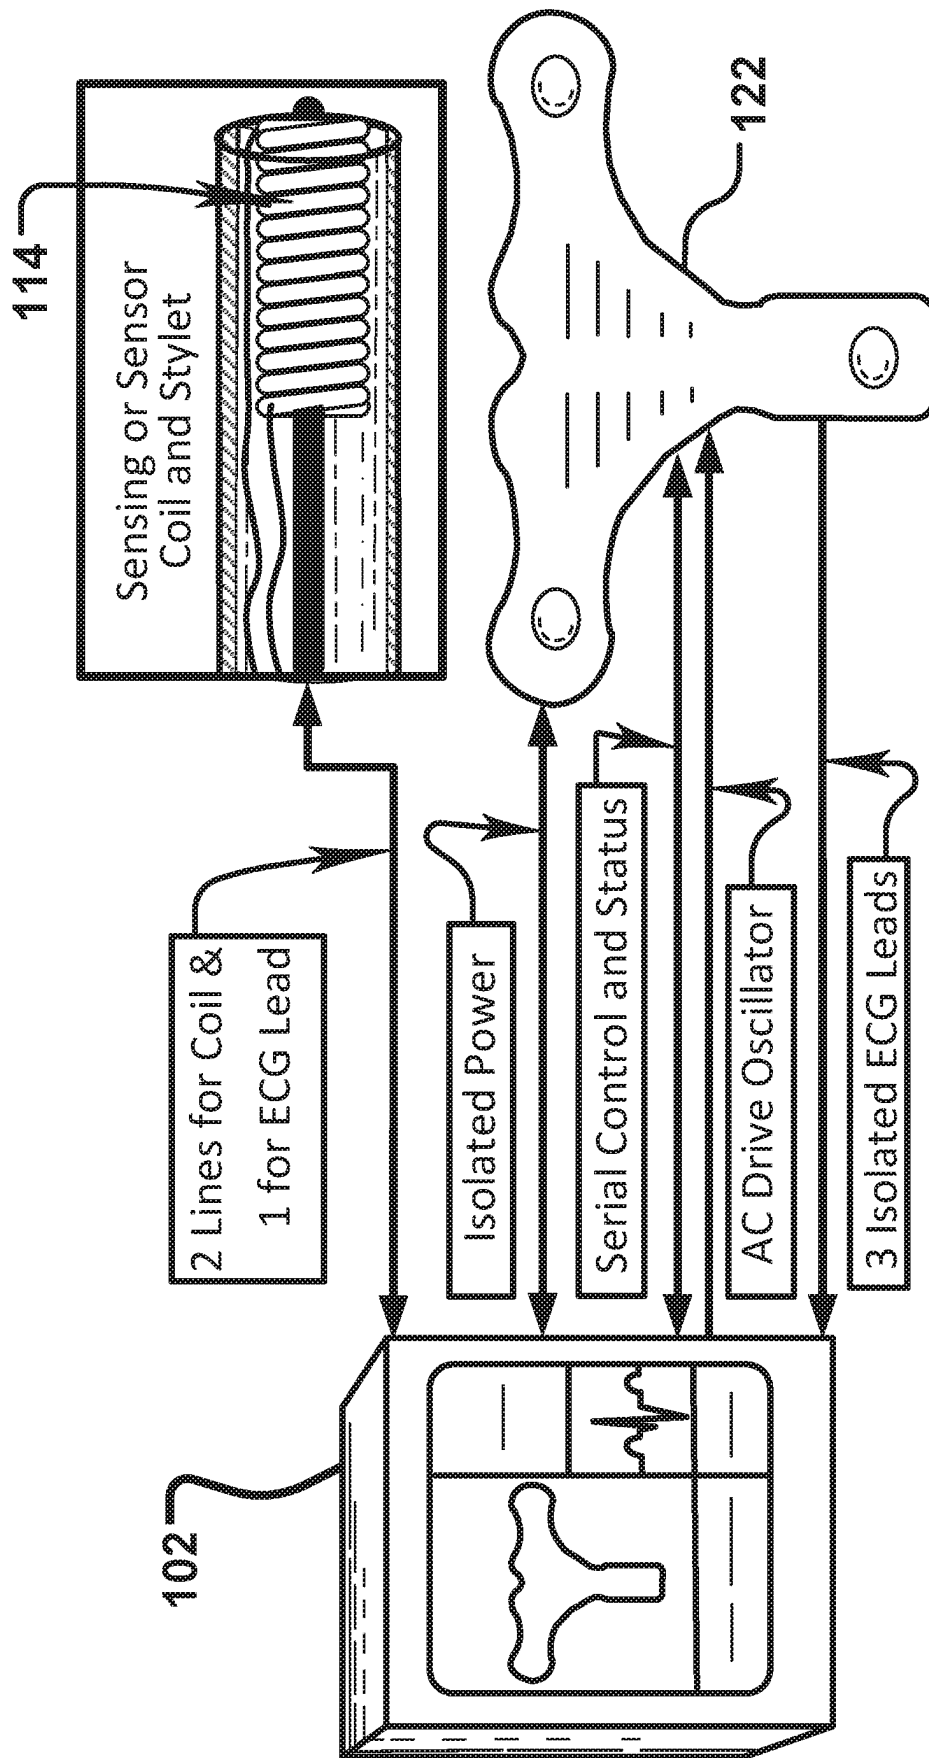 114
Sensing or Sensor
Coil and Stylet
122
2 Lines for Coil &
1 for ECG Lead
Isolated Power
Serial Control and Status
AC Drive Oscillator
3 Isolated ECG Leads
102